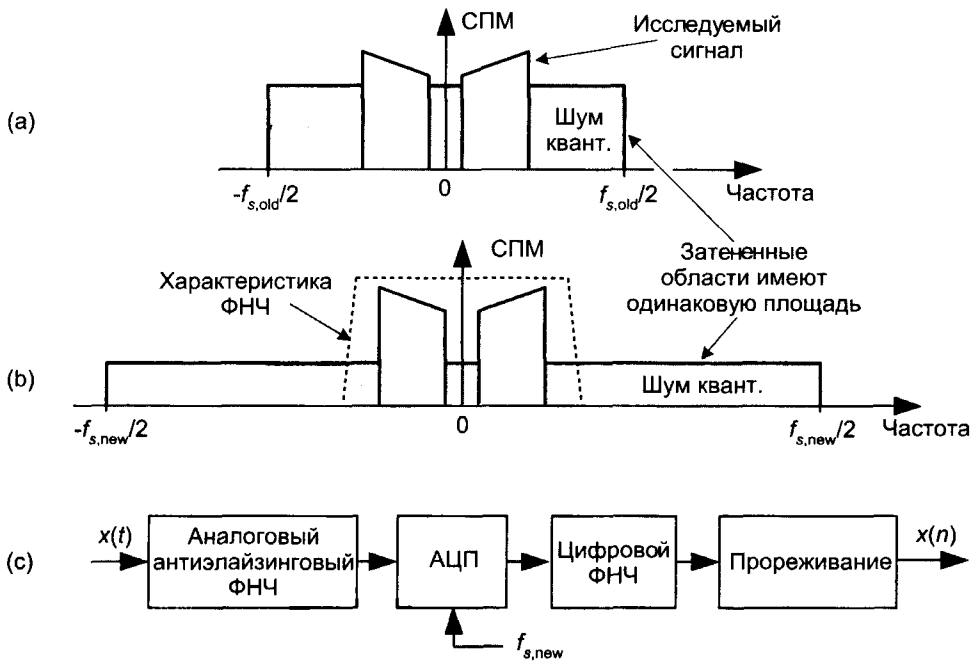 СПМ
Исследуемый
сигнал
(a)
Шум
квант.
-fs,old/2
0
fs,old/2
Частота
СПМ
Характеристика
ФНЧ
Затененные
области имеют
одинаковую площадь
(b)
Шум квант.
-fs,new/2
0
fs,new/2
Частота
(c)
x(t)
Аналоговый
антиэлайзинговый
ФНЧ
АЦП
Цифровой
ФНЧ
Прореживание
x(n)
fs,new